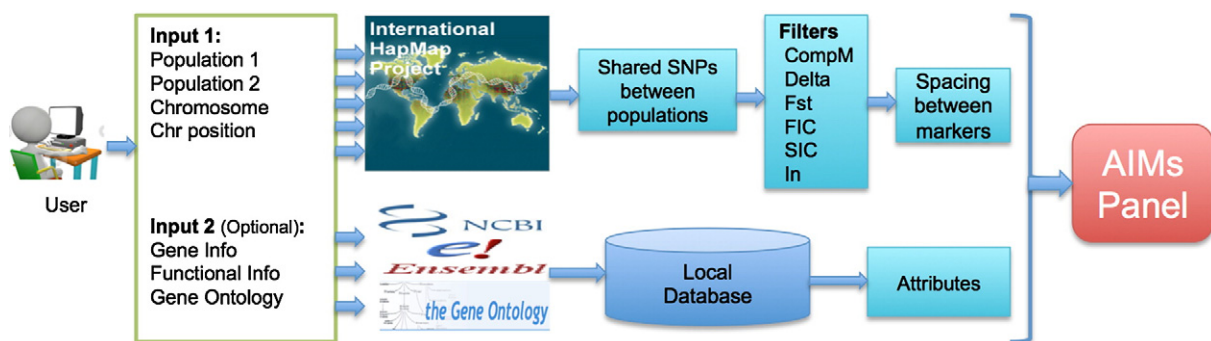 User
Input 1:
Population 1
Population 2
Chromosome
Chr position
Input 2 (Optional):
Gene Info
Functional Info
Gene Ontology
International
HapMap
Project
Shared SNPs
between
populations
Filters
CompM
Delta
Fst
FIC
SIC
In
Spacing
between
markers
NCBI
e!
Ensembl
the Gene Ontology
Local
Database
Attributes
AIMs
Panel